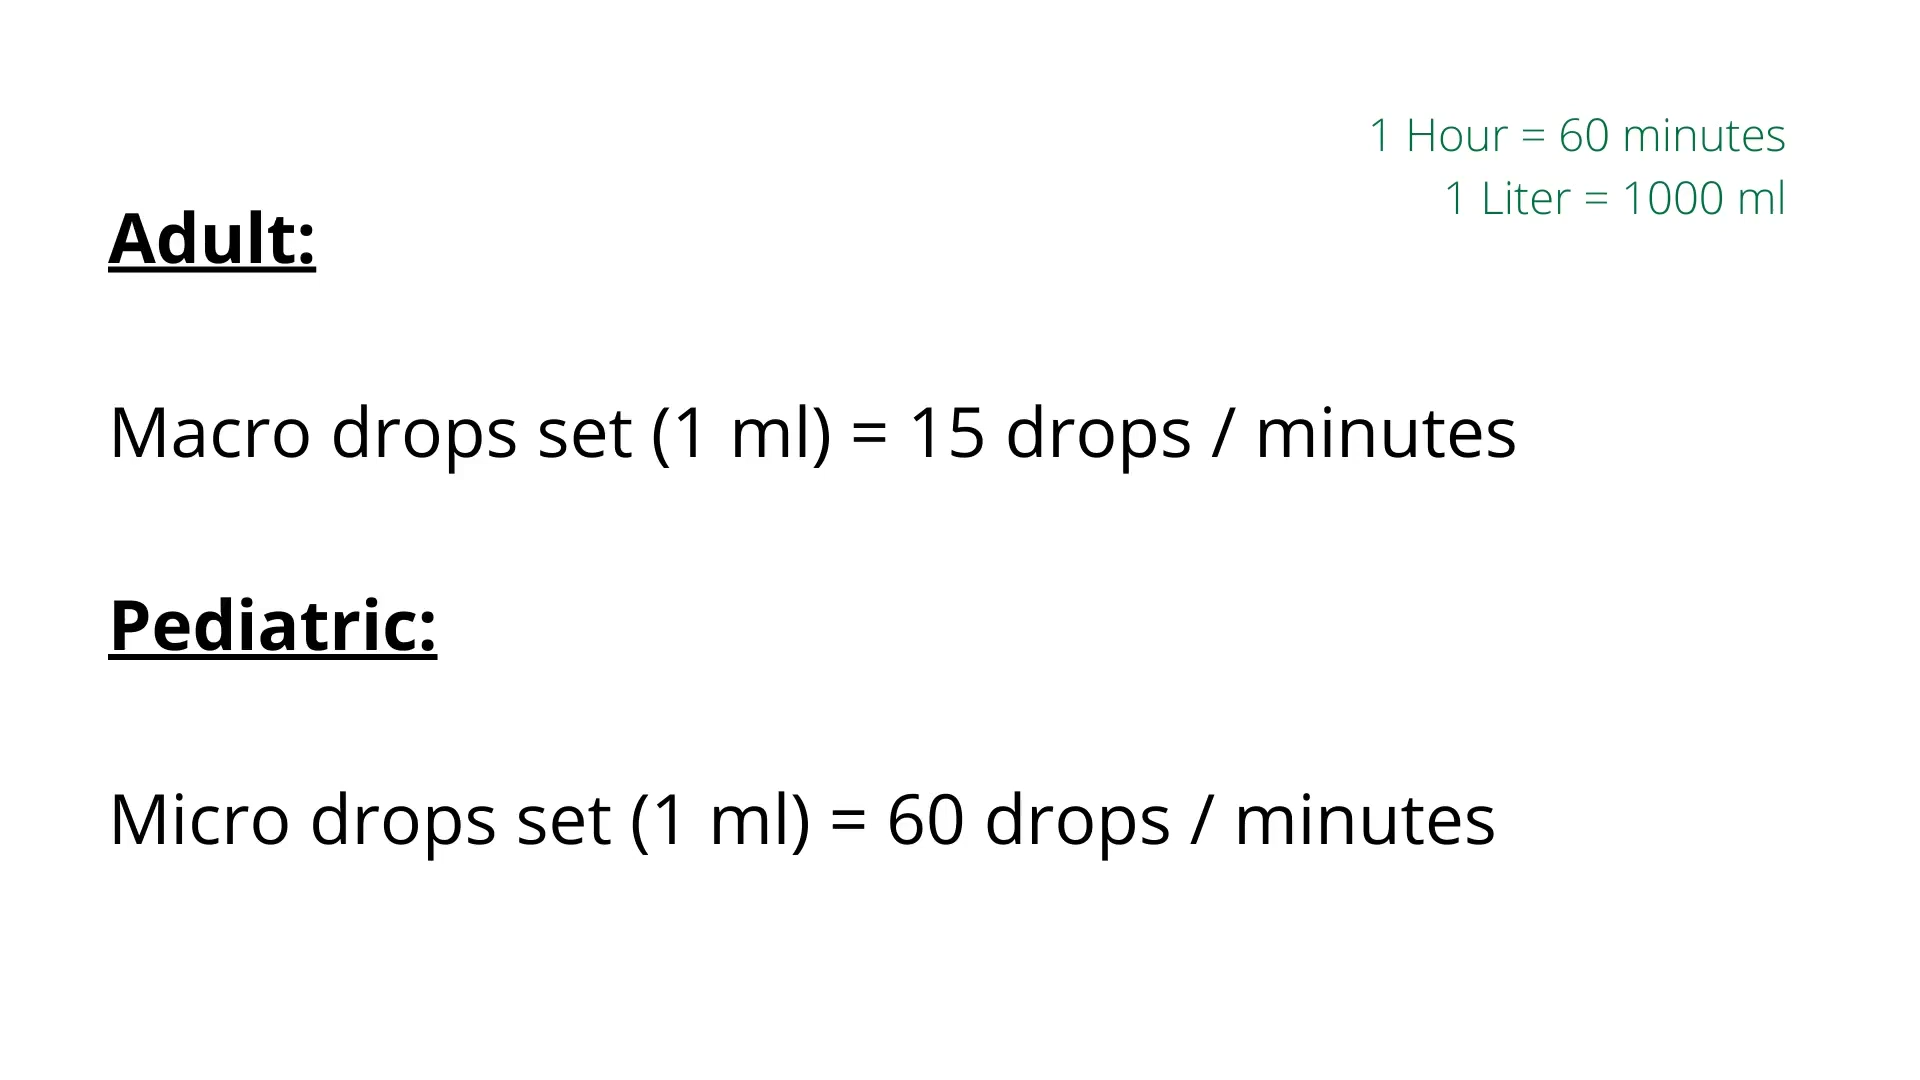 1 Hour = 60 minutes
1 Liter = 1000 ml
Adult:
Macro drops set (1 ml) = 15 drops / minutes
Pediatric:
Micro drops set (1 ml) = 60 drops / minutes